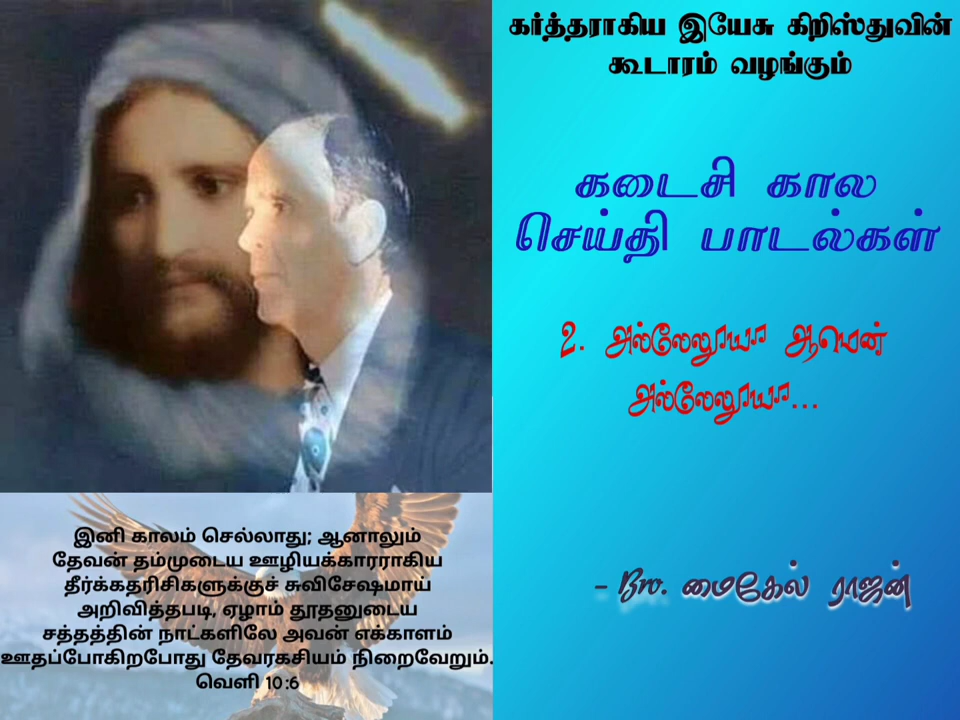 கர்த்தராகிய இயேசு கிறிஸ்துவின்
கூடாரம் வழங்கும்
கடைசி கால
செய்தி பாடல்கள்
2. அல்லேலூயா ஆமென்
அல்லேலூயா...
- Bro. மைகேல் ராஜன்
இனி காலம் செல்லாது; ஆனாலும்
தேவன் தம்முடைய ஊழியக்காரராகிய
தீர்க்கதரிசிகளுக்குச் சுவிசேஷமாய்
அறிவித்தபடி, ஏழாம் தூதனுடைய
சத்தத்தின் நாட்களிலே அவன் எக்காளம்
ஊதப்போகிறபோது தேவரகசியம் நிறைவேறும்.
வெளி 10:6